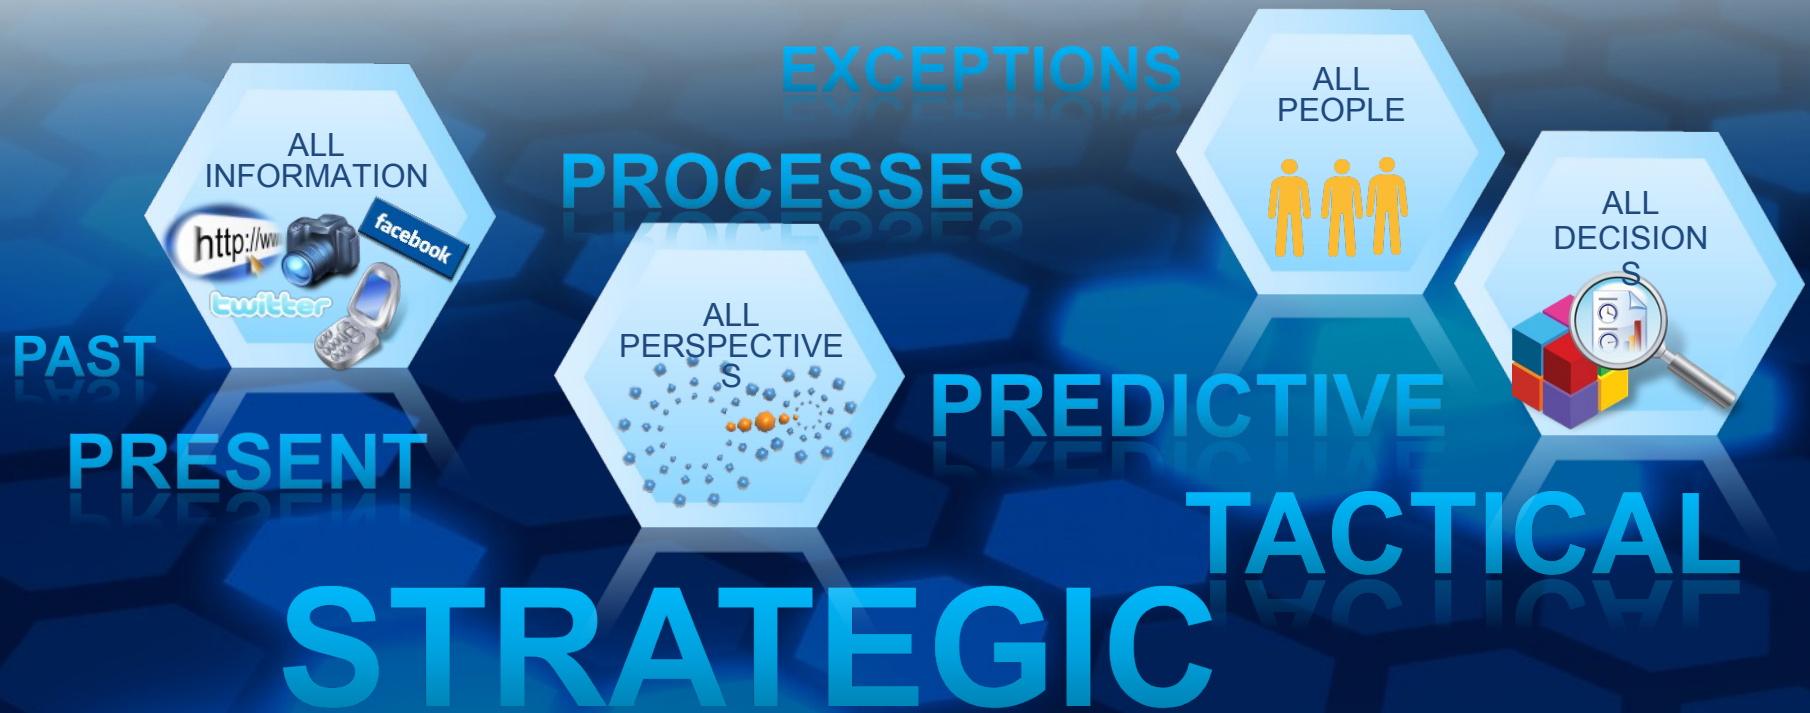 EXCEPTIONS
ALL
PEOPLE
ALL
INFORMATION
http://ww
facebook
twitter
PROCESSES
ALL
DECISION
S
ALL
PERSPECTIVE
S
PAST
PRESENT
PREDICTIVE
TACTICAL
STRATEGIC